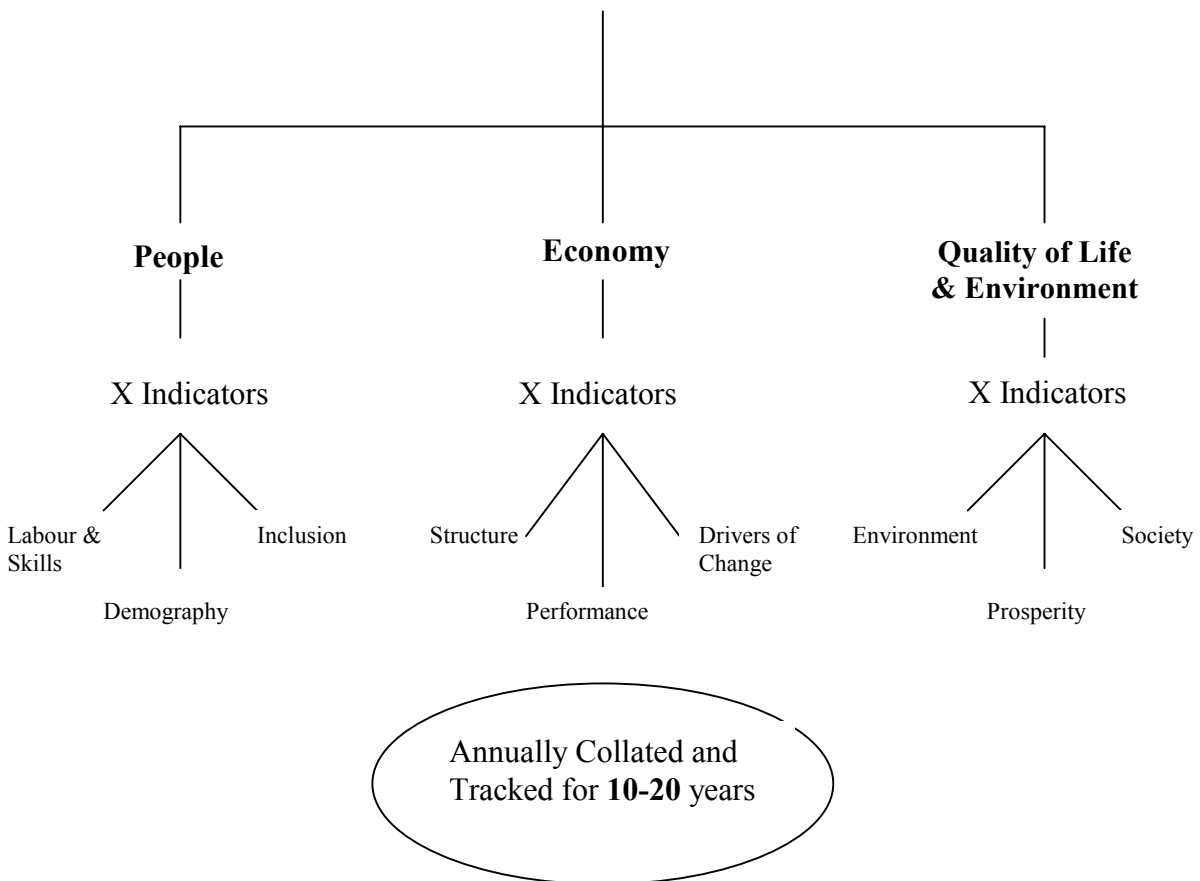 People
Economy
Quality of Life
& Environment
X Indicators
X Indicators
X Indicators
Labour &
Skills
Demography
Inclusion
Structure
Performance
Drivers of
Change
Environment
Prosperity
Society
Annually Collated and
Tracked for 10-20 years